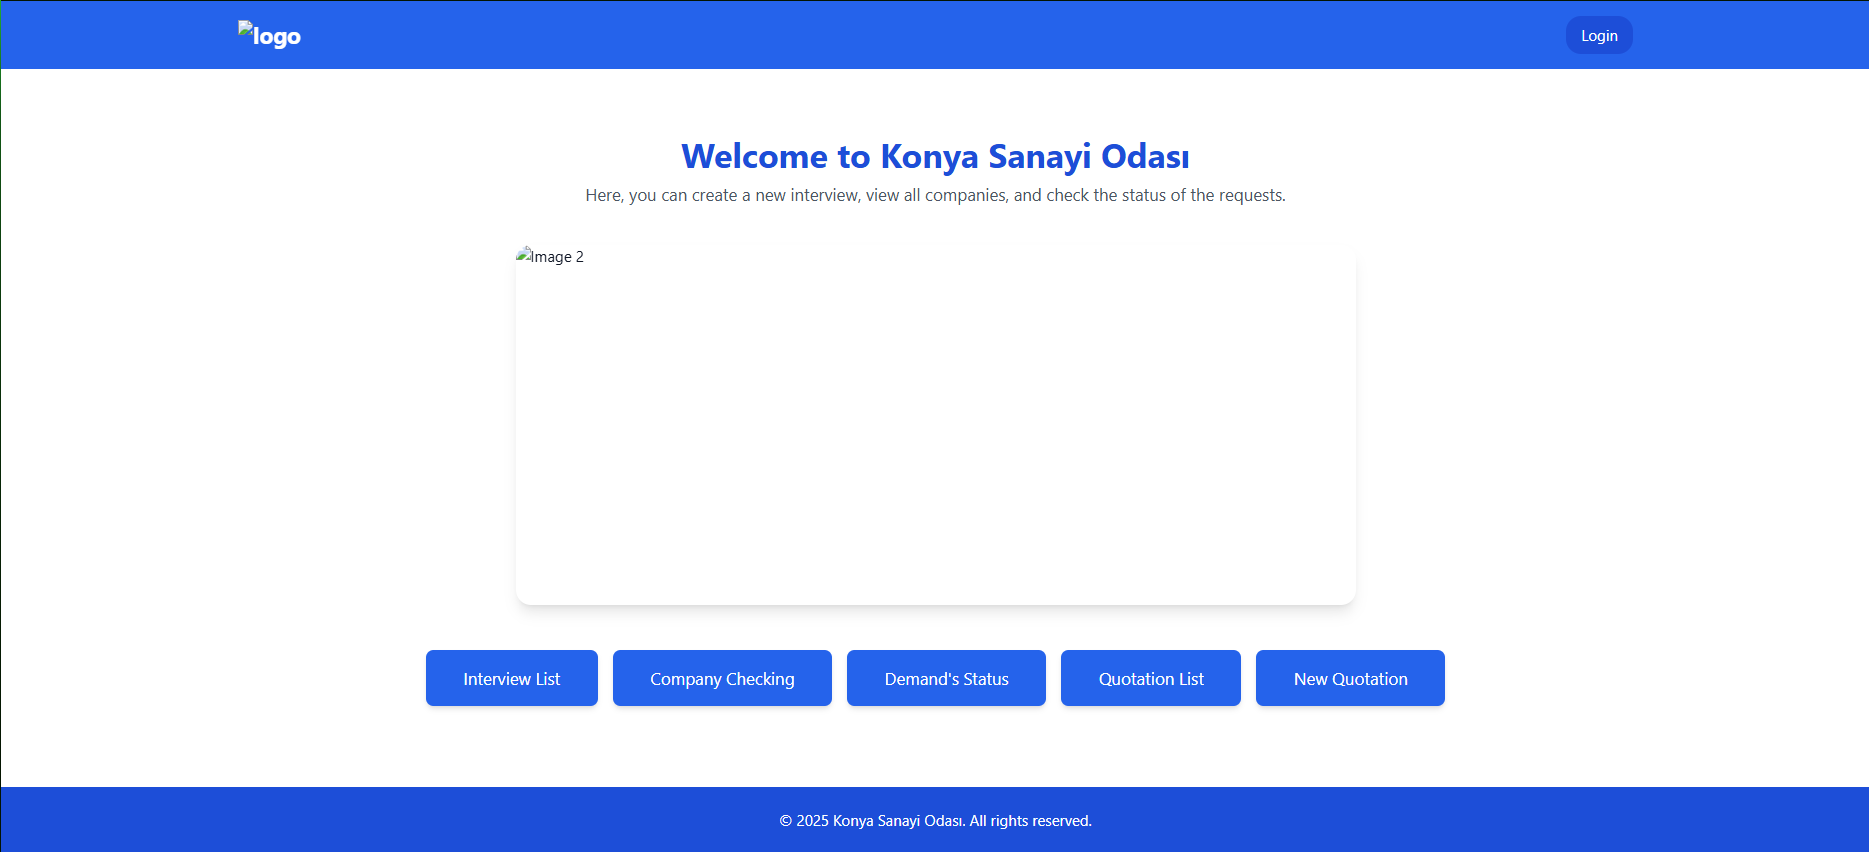 logo
Login
Welcome to Konya Sanayi Odası
Here, you can create a new interview, view all companies, and check the status of the requests.
Image 2
Interview List
Company Checking
Demand's Status
Quotation List
New Quotation
© 2025 Konya Sanayi Odası. All rights reserved.